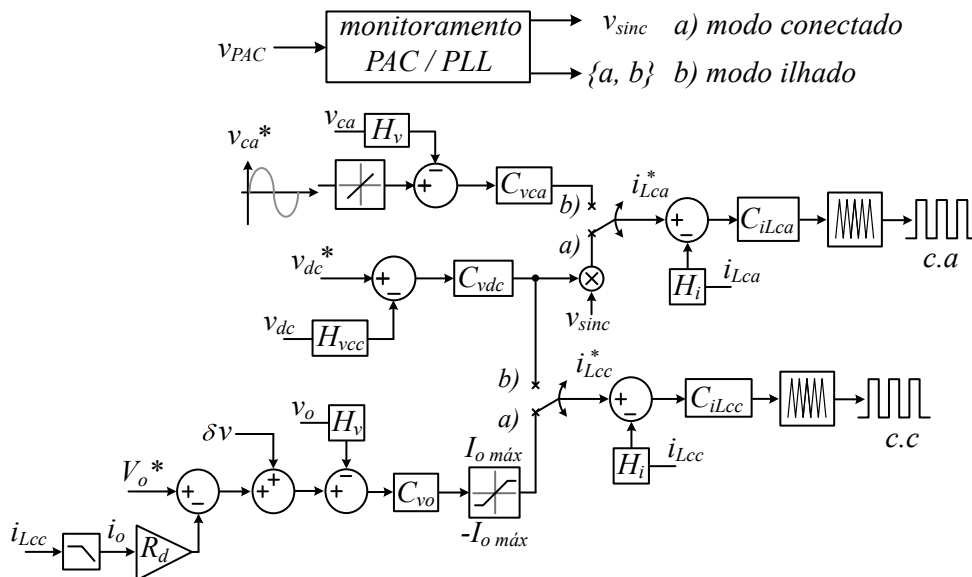 v_PAC
monitoramento
PAC / PLL
v_sinc a) modo conectado
{a, b} b) modo ilhado
v_ca*
v_ca
H_v
−
+
C_vca
b)
a)
i_Lca^*
+
−
C_iLca
c.a
H_i
i_Lca
v_dc*
+
−
C_vdc
v_dc
H_vcc
v_sinc
b)
a)
i_Lcc^*
+
−
C_iLcc
c.c
H_i
i_Lcc
v_o
H_v
δv
V_o*
+
−
+
+
−
+
C_vo
I_o máx
-I_o máx
i_Lcc
i_o
R_d